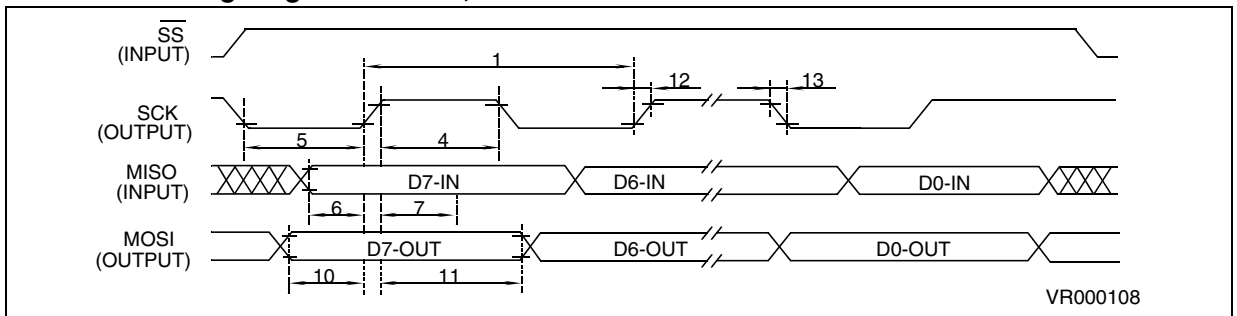 SS
(INPUT)
1
12
13
SCK
(OUTPUT)
5
4
MISO
(INPUT)
D7-IN
D6-IN
D0-IN
6
7
MOSI
(OUTPUT)
D7-OUT
D6-OUT
D0-OUT
10
11
VR000108